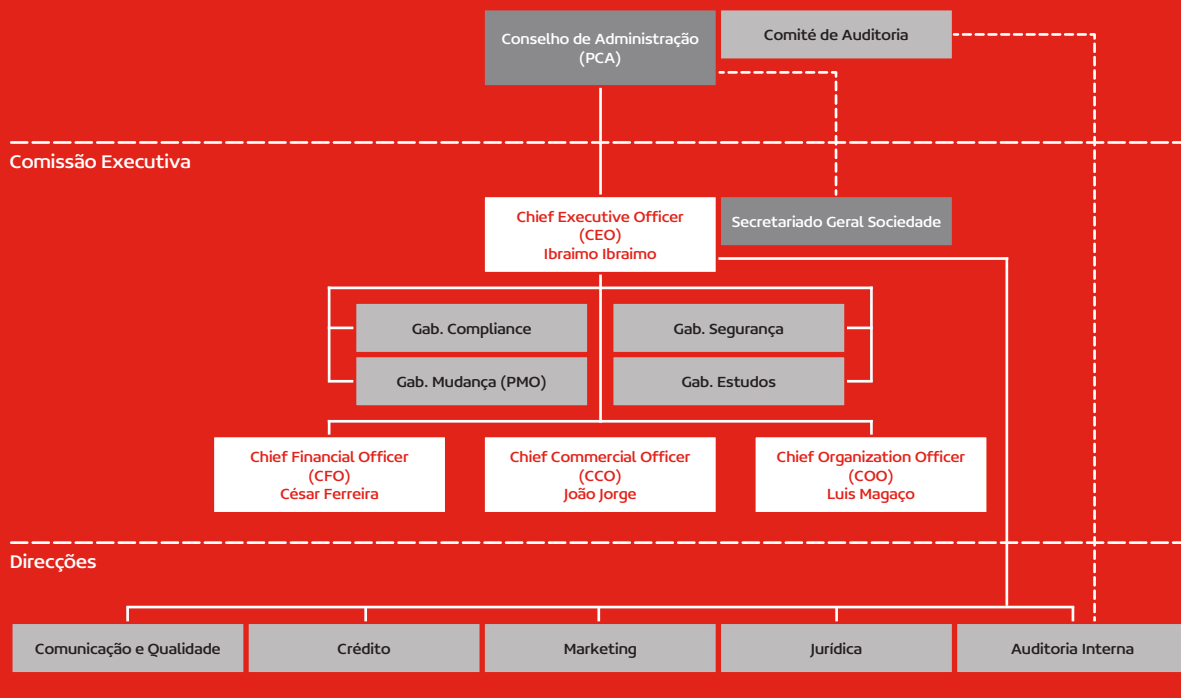 Conselho de Administração
(PCA)
Comité de Auditoria
Comissão Executiva
Chief Executive Officer
(CEO)
Ibraimo Ibraimo
Secretariado Geral Sociedade
Gab. Compliance
Gab. Segurança
Gab. Mudança (PMO)
Gab. Estudos
Chief Financial Officer
(CFO)
César Ferreira
Chief Commercial Officer
(CCO)
João Jorge
Chief Organization Officer
(COO)
Luis Magaço
Direcções
Comunicação e Qualidade
Crédito
Marketing
Jurídica
Auditoria Interna